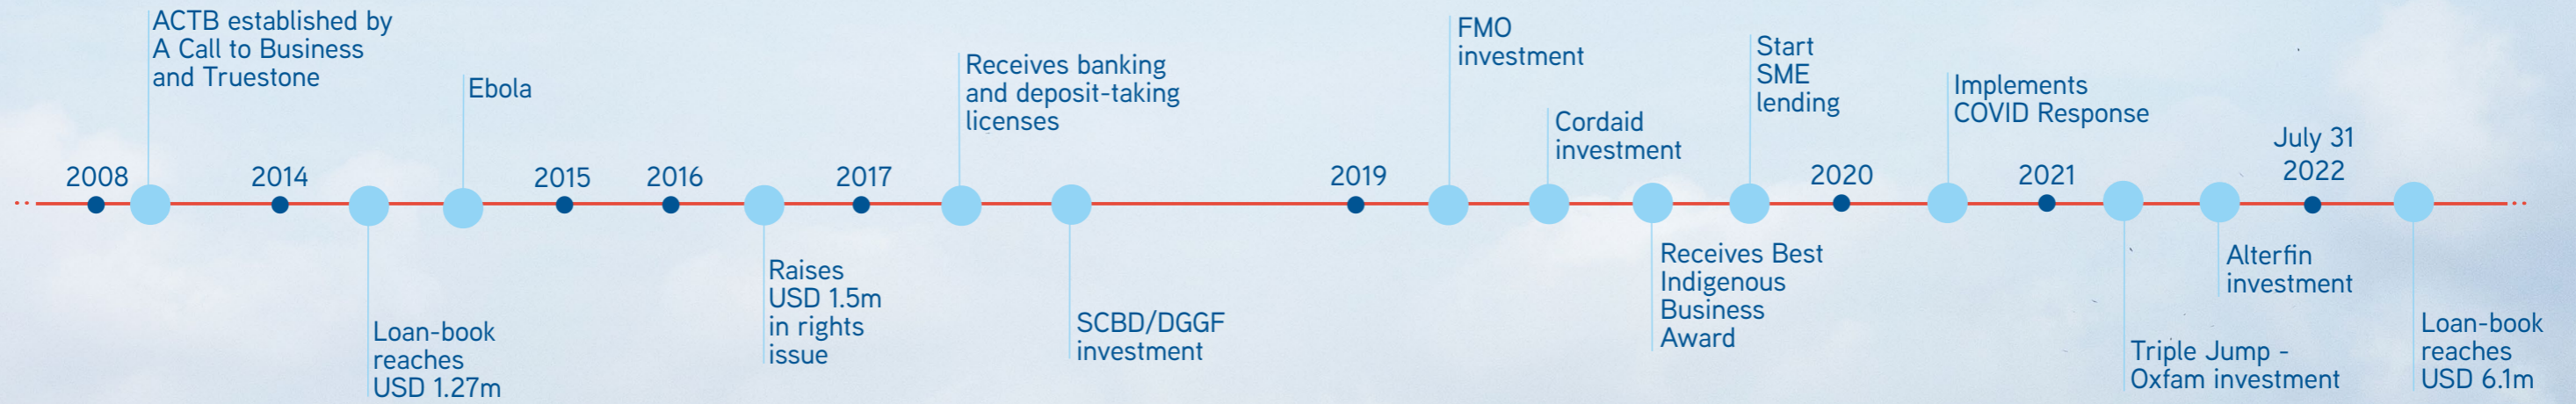 2008
ACTB established by
A Call to Business
and Truestone
2014
Loan-book
reaches
USD 1.27m
Ebola
2015
2016
Raises
USD 1.5m
in rights
issue
2017
Receives banking
and deposit-taking
licenses
SCBD/DGGF
investment
2019
FMO
investment
Cordaid
investment
Receives Best
Indigenous
Business
Award
Start
SME
lending
2020
Implements
COVID Response
2021
Triple Jump -
Oxfam investment
Alterfin
investment
July 31
2022
Loan-book
reaches
USD 6.1m